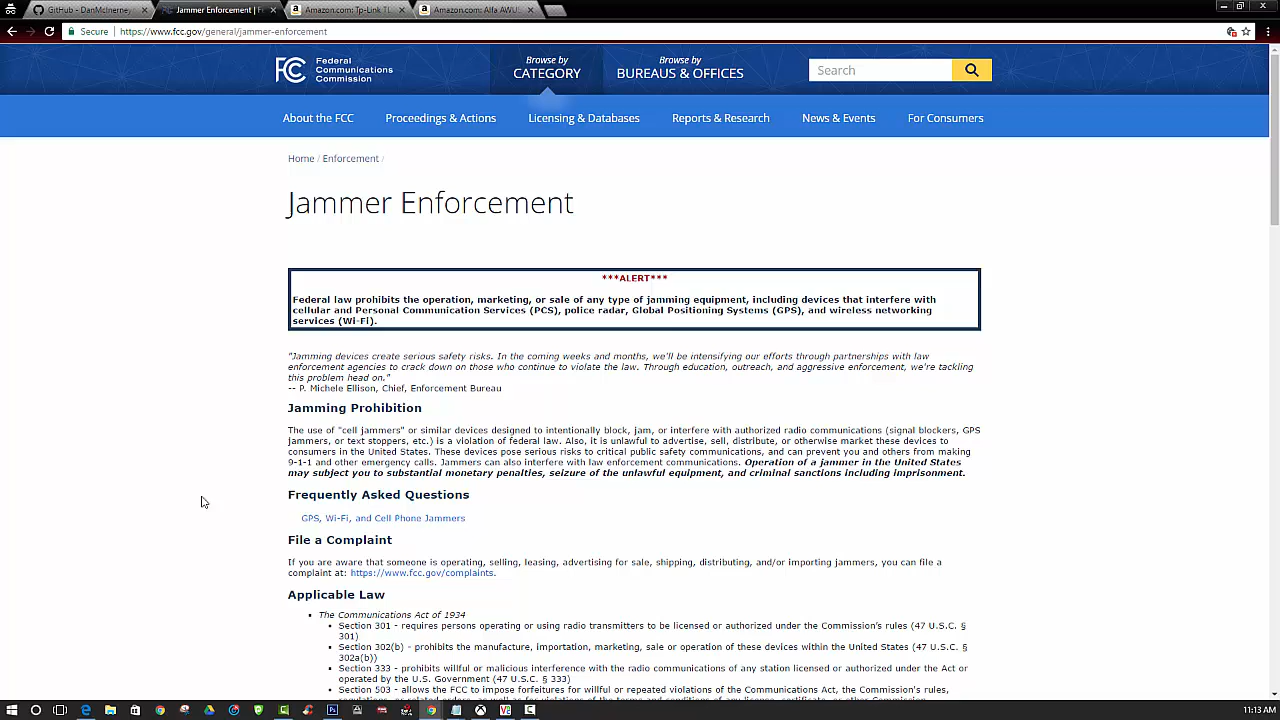 GitHub - DanMcInerney
Jammer Enforcement | F
Amazon.com: Tp-Link TL
Amazon.com: Alfa AWUS
Secure
https://www.fcc.gov/general/jammer-enforcement
FC
Federal
Communications
Commission
Browse by
CATEGORY
Browse by
BUREAUS & OFFICES
Search
About the FCC
Proceedings & Actions
Licensing & Databases
Reports & Research
News & Events
For Consumers
Home / Enforcement /
Jammer Enforcement
***ALERT***
Federal law prohibits the operation, marketing, or sale of any type of jamming equipment, including devices that interfere with
cellular and Personal Communication Services (PCS), police radar, Global Positioning Systems (GPS), and wireless networking
services (Wi-Fi).
"Jamming devices create serious safety risks. In the coming weeks and months, we'll be intensifying our efforts through partnerships with law
enforcement agencies to crack down on those who continue to violate the law. Through education, outreach, and aggressive enforcement, we're tackling
this problem head on."
-- P. Michele Ellison, Chief, Enforcement Bureau
Jamming Prohibition
The use of "cell jammers" or similar devices designed to intentionally block, jam, or interfere with authorized radio communications (signal blockers, GPS
jammers, or text stoppers, etc.) is a violation of federal law. Also, it is unlawful to advertise, sell, distribute, or otherwise market these devices to
consumers in the United States. These devices pose serious risks to critical public safety communications, and can prevent you and others from making
9-1-1 and other emergency calls. Jammers can also interfere with law enforcement communications. Operation of a jammer in the United States
may subject you to substantial monetary penalties, seizure of the unlawful equipment, and criminal sanctions including imprisonment.
Frequently Asked Questions
GPS, Wi-Fi, and Cell Phone Jammers
File a Complaint
If you are aware that someone is operating, selling, leasing, advertising for sale, shipping, distributing, and/or importing jammers, you can file a
complaint at: https://www.fcc.gov/complaints.
Applicable Law
The Communications Act of 1934
Section 301 - requires persons operating or using radio transmitters to be licensed or authorized under the Commission's rules (47 U.S.C. §
301)
Section 302(b) - prohibits the manufacture, importation, marketing, sale or operation of these devices within the United States (47 U.S.C. §
302a(b))
Section 333 - prohibits willful or malicious interference with the radio communications of any station licensed or authorized under the Act or
operated by the U.S. Government (47 U.S.C. § 333)
Section 503 - allows the FCC to impose forfeitures for willful or repeated violations of the Communications Act, the Commission's rules,
11:13 AM